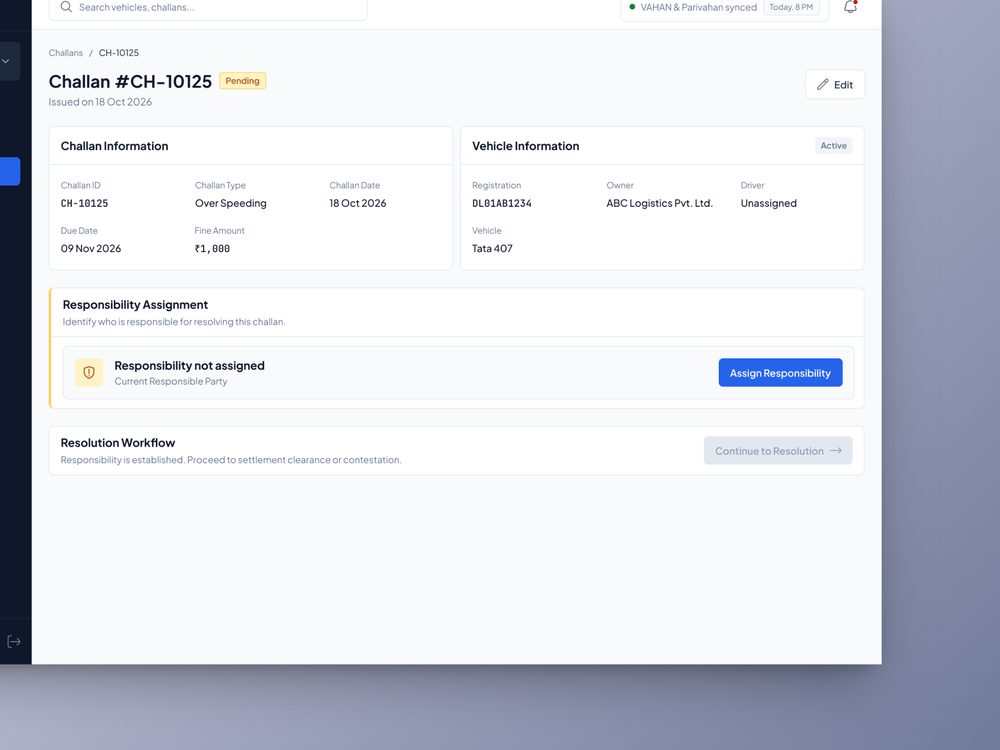 Search vehicles, challans...
VAHAN & Parivahan synced
Today, 8 PM
Challans / CH-10125
Challan #CH-10125
Pending
Edit
Issued on 18 Oct 2026
Challan Information
Challan ID
Challan Type
Challan Date
CH-10125
Over Speeding
18 Oct 2026
Due Date
Fine Amount
09 Nov 2026
₹1,000
Vehicle Information
Active
Registration
Owner
Driver
DL01AB1234
ABC Logistics Pvt. Ltd.
Unassigned
Vehicle
Tata 407
Responsibility Assignment
Identify who is responsible for resolving this challan.
Responsibility not assigned
Current Responsible Party
Assign Responsibility
Resolution Workflow
Responsibility is established. Proceed to settlement clearance or contestation.
Continue to Resolution →